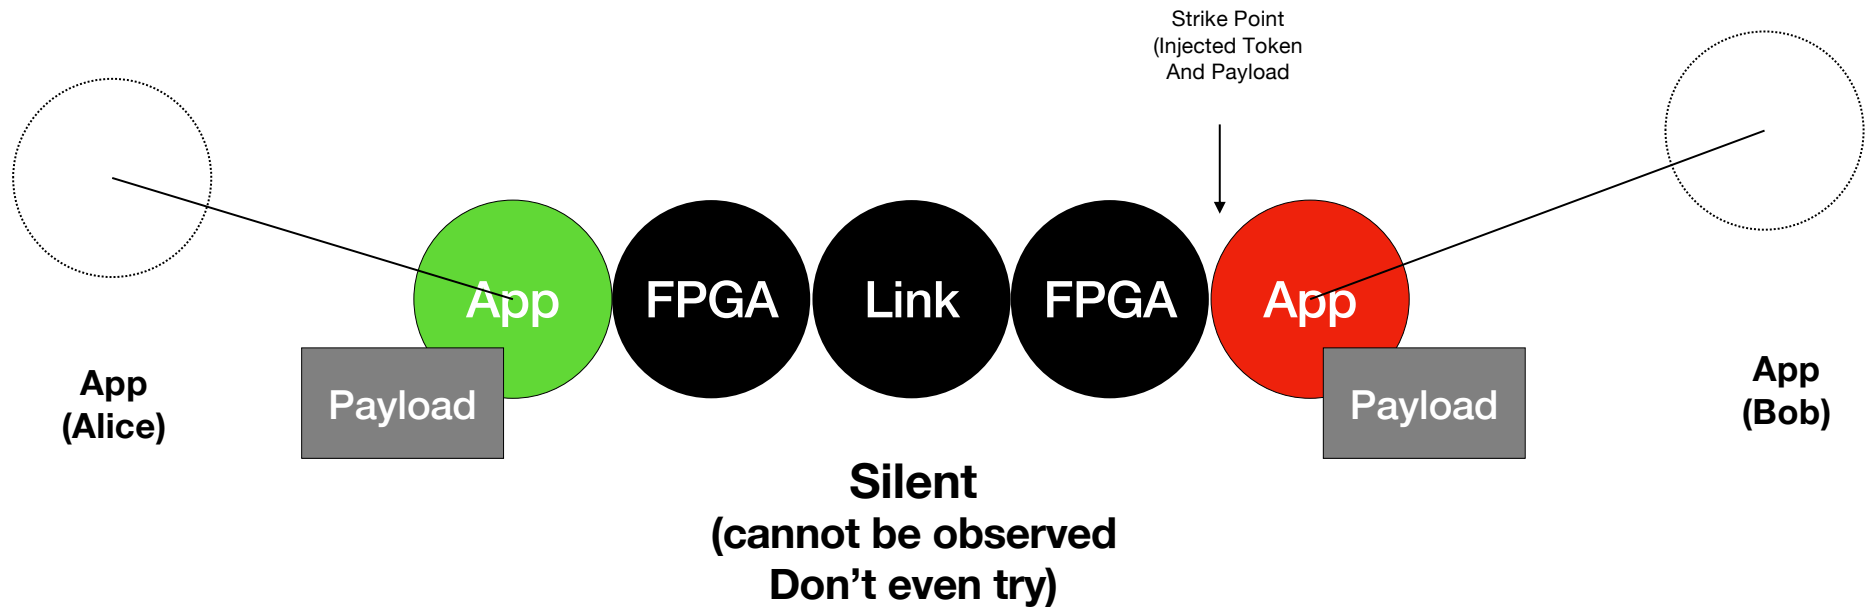 Strike Point
(Injected Token
And Payload
App
FPGA
Link
FPGA
App
Payload
Payload
App
(Alice)
App
(Bob)
Silent
(cannot be observed
Don’t even try)